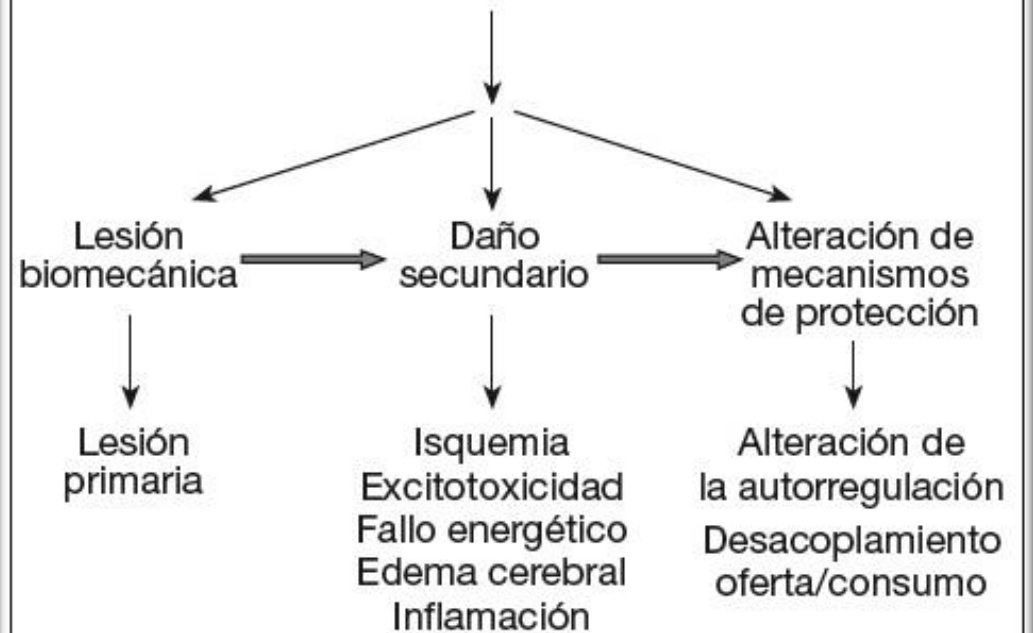 Lesión
biomecánica
Daño
secundario
Alteración de
mecanismos
de protección
Lesión
primaria
Isquemia
Excitotoxicidad
Fallo energético
Edema cerebral
Inflamación
Alteración de
la autorregulación
Desacoplamiento
oferta/consumo